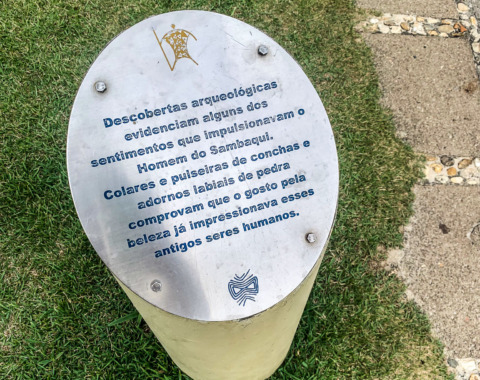 Descobertas arqueológicas
evidenciam alguns dos
sentimentos que impulsionavam o
Homem do Sambaqui.
Colares e pulseiras de conchas e
adornos labiais de pedra
comprovam que o gosto pela
beleza já impressionava esses
antigos seres humanos.